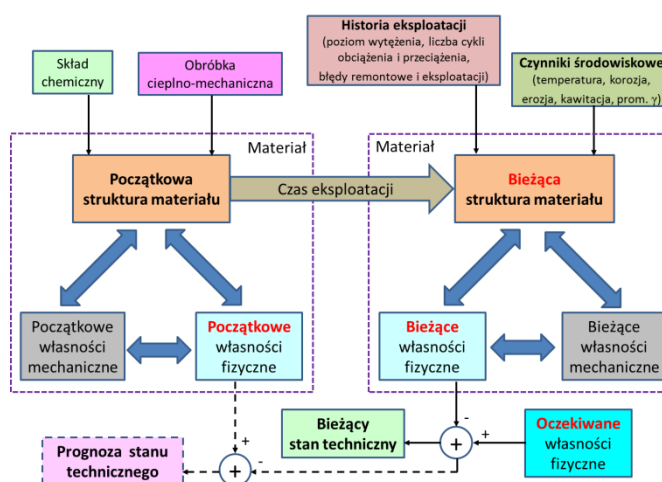 Skład
chemiczny
Obróbka
cieplno-mechaniczna
Historia eksploatacji
(poziom wytężenia, liczba cykli
obciążenia i przeciążenia,
błędy remontowe i eksploatacji)
Czynniki środowiskowe
(temperatura, korozja,
erozja, kawitacja, prom. γ)
Materiał
Materiał
Początkowa
struktura materiału
Czas eksploatacji
Bieżąca
struktura materiału
Początkowe
własności
mechaniczne
Początkowe
własności
fizyczne
Bieżące
własności
fizyczne
Bieżące
własności
mechaniczne
Bieżący
stan techniczny
-
+
+
Oczekiwane
własności
fizyczne
Prognoza stanu
technicznego
+
-
+